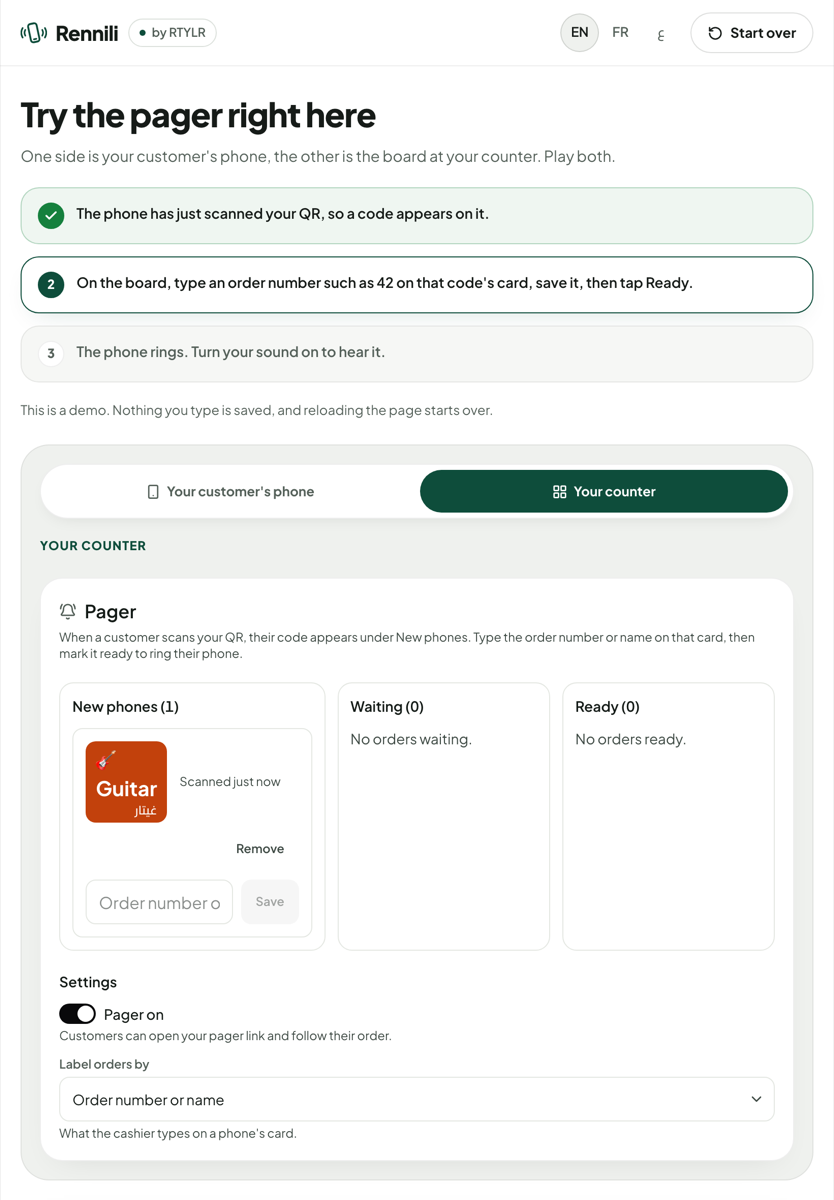 Rennili
by RTYLR
EN
FR
ع
Start over
Try the pager right here
One side is your customer's phone, the other is the board at your counter. Play both.
The phone has just scanned your QR, so a code appears on it.
2
On the board, type an order number such as 42 on that code's card, save it, then tap Ready.
3
The phone rings. Turn your sound on to hear it.
This is a demo. Nothing you type is saved, and reloading the page starts over.
Your customer's phone
Your counter
YOUR COUNTER
Pager
When a customer scans your QR, their code appears under New phones. Type the order number or name on that card, then
mark it ready to ring their phone.
New phones (1)
Guitar
غيتار
Scanned just now
Remove
Order number o
Save
Waiting (0)
No orders waiting.
Ready (0)
No orders ready.
Settings
Pager on
Customers can open your pager link and follow their order.
Label orders by
Order number or name
What the cashier types on a phone's card.